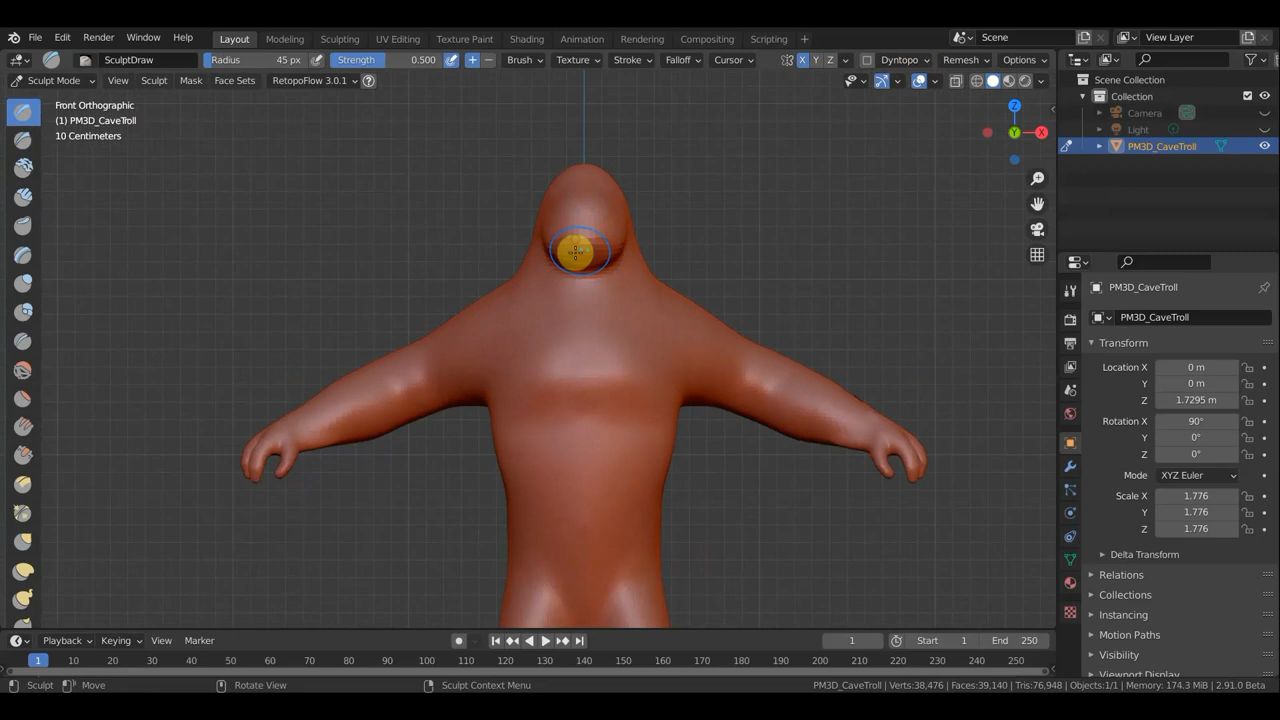 File Edit Render Window Help Layout Modeling Sculpting UV Editing Texture Paint Shading Animation Rendering Compositing Scripting + Scene View Layer
SculptDraw Radius 45 px Strength 0.500 Brush Texture Stroke Falloff Cursor X Y Z Dyntopo Remesh Options
Sculpt Mode View Sculpt Mask Face Sets RetopoFlow 3.0.1
Scene Collection
Collection
Camera
Light
PM3D_CaveTroll
Front Orthographic
(1) PM3D_CaveTroll
10 Centimeters
Z
Y
X
PM3D_CaveTroll
PM3D_CaveTroll
Transform
Location X 0 m
Y 0 m
Z 1.7295 m
Rotation X 90°
Y 0°
Z 0°
Mode XYZ Euler
Scale X 1.776
Y 1.776
Z 1.776
Delta Transform
Relations
Collections
Instancing
Motion Paths
Visibility
Viewport Display
Playback Keying View Marker 1 Start 1 End 250
1 10 20 30 40 50 60 70 80 90 100 110 120 130 140 150 160 170 180 190 200 210 220 230 240 250
Sculpt Move Rotate View Sculpt Context Menu PM3D_CaveTroll | Verts:38,476 | Faces:39,140 | Tris:76,948 | Objects:1/1 | Memory: 174.3 MiB | 2.91.0 Beta